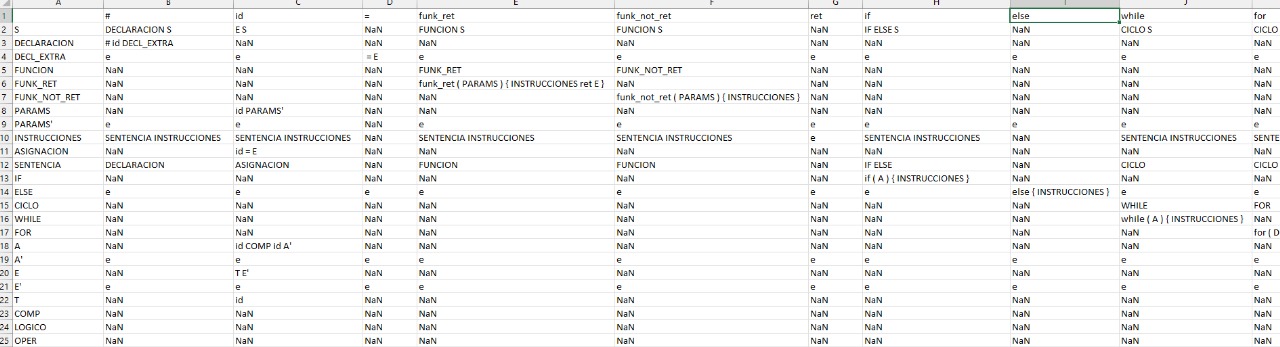 A B C D E F G H I J
1 # id = funk_ret funk_not_ret ret if else while for
2 S DECLARACION S E S NaN FUNCION S FUNCION S NaN IF ELSE S NaN CICLO S CICLO
3 DECLARACION # id DECL_EXTRA NaN NaN NaN NaN NaN NaN NaN NaN NaN
4 DECL_EXTRA e e = E e e e e e e e
5 FUNCION NaN NaN NaN FUNK_RET FUNK_NOT_RET NaN NaN NaN NaN NaN
6 FUNK_RET NaN NaN NaN funk_ret ( PARAMS ) { INSTRUCCIONES ret E } NaN NaN NaN NaN NaN NaN
7 FUNK_NOT_RET NaN NaN NaN NaN funk_not_ret ( PARAMS ) { INSTRUCCIONES } NaN NaN NaN NaN NaN
8 PARAMS NaN id PARAMS' NaN NaN NaN NaN NaN NaN NaN NaN
9 PARAMS' e e e e e e e e e e
10 INSTRUCCIONES SENTENCIA INSTRUCCIONES SENTENCIA INSTRUCCIONES NaN SENTENCIA INSTRUCCIONES SENTENCIA INSTRUCCIONES e SENTENCIA INSTRUCCIONES NaN SENTENCIA INSTRUCCIONES SENTE
11 ASIGNACION NaN id = E NaN NaN NaN NaN NaN NaN NaN NaN
12 SENTENCIA DECLARACION ASIGNACION NaN FUNCION FUNCION NaN IF ELSE NaN CICLO CICLO
13 IF NaN NaN NaN NaN NaN NaN if ( A ) { INSTRUCCIONES } NaN NaN NaN
14 ELSE e e e e e e e else { INSTRUCCIONES } e e
15 CICLO NaN NaN NaN NaN NaN NaN NaN NaN WHILE FOR
16 WHILE NaN NaN NaN NaN NaN NaN NaN NaN while ( A ) { INSTRUCCIONES } NaN
17 FOR NaN NaN NaN NaN NaN NaN NaN NaN NaN for ( D
18 A NaN id COMP id A' NaN NaN NaN NaN NaN NaN NaN NaN
19 A' e e e e e e e e e e
20 E NaN T E' NaN NaN NaN NaN NaN NaN NaN NaN
21 E' e e e e e e e e e e
22 T NaN id NaN NaN NaN NaN NaN NaN NaN NaN
23 COMP NaN NaN NaN NaN NaN NaN NaN NaN NaN NaN
24 LOGICO NaN NaN NaN NaN NaN NaN NaN NaN NaN NaN
25 OPER NaN NaN NaN NaN NaN NaN NaN NaN NaN NaN